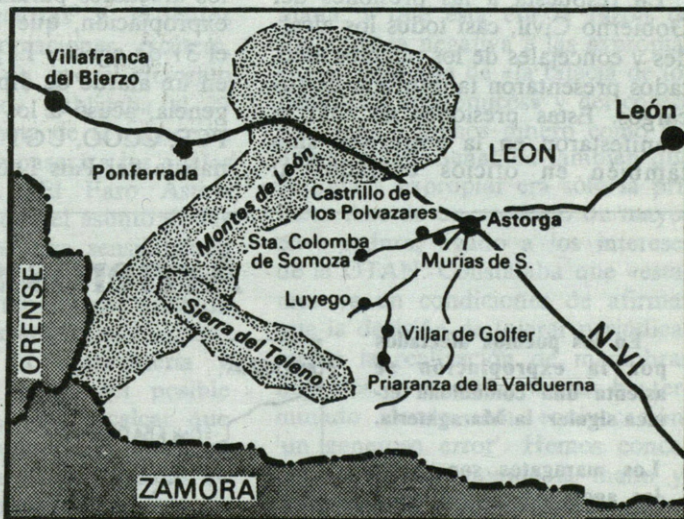 Villafranca
del Bierzo
León
LEON
Ponferrada
Montes de León
Castrillo de
los Polvazares
Astorga
Sta. Colomba
de Somoza
Murias de S.
ORENSE
Luyego
Sierra del Teleno
Villar de Golfer
N-VI
Priaranza de la Valduerna
ZAMORA